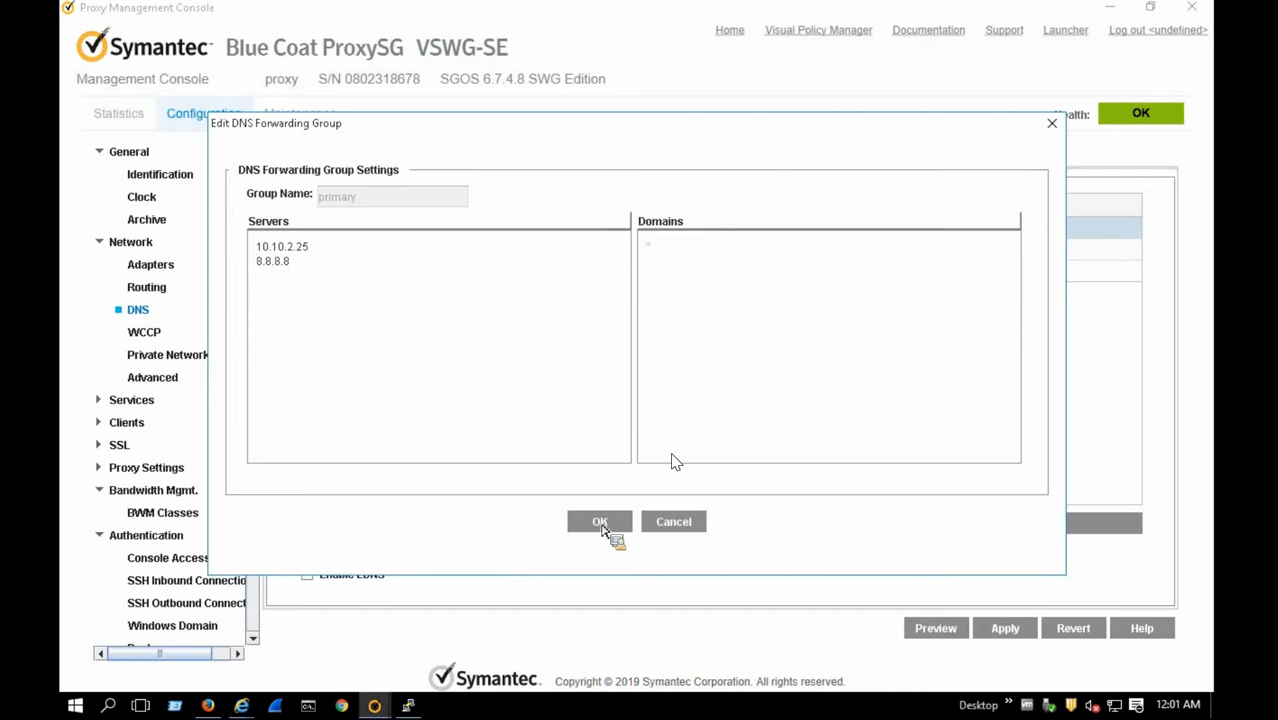 Proxy Management Console
Symantec™ Blue Coat ProxySG VSWG-SE
Home Visual Policy Manager Documentation Support Launcher Log out <undefined>
Management Console proxy S/N 0802318678 SGOS 6.7.4.8 SWG Edition
Statistics
OK
Edit DNS Forwarding Group
DNS Forwarding Group Settings
Group Name: primary
Servers
Domains
10.10.2.25
8.8.8.8
*
OK Cancel
General
Identification
Clock
Archive
Network
Adapters
Routing
DNS
WCCP
Private Network
Advanced
Services
Clients
SSL
Proxy Settings
Bandwidth Mgmt.
BWM Classes
Authentication
Console Access
SSH Inbound Connectio
SSH Outbound Connect
Windows Domain
Enable EDNS
Preview Apply Revert Help
Symantec™ Copyright © 2019 Symantec Corporation. All rights reserved.
Desktop 12:01 AM